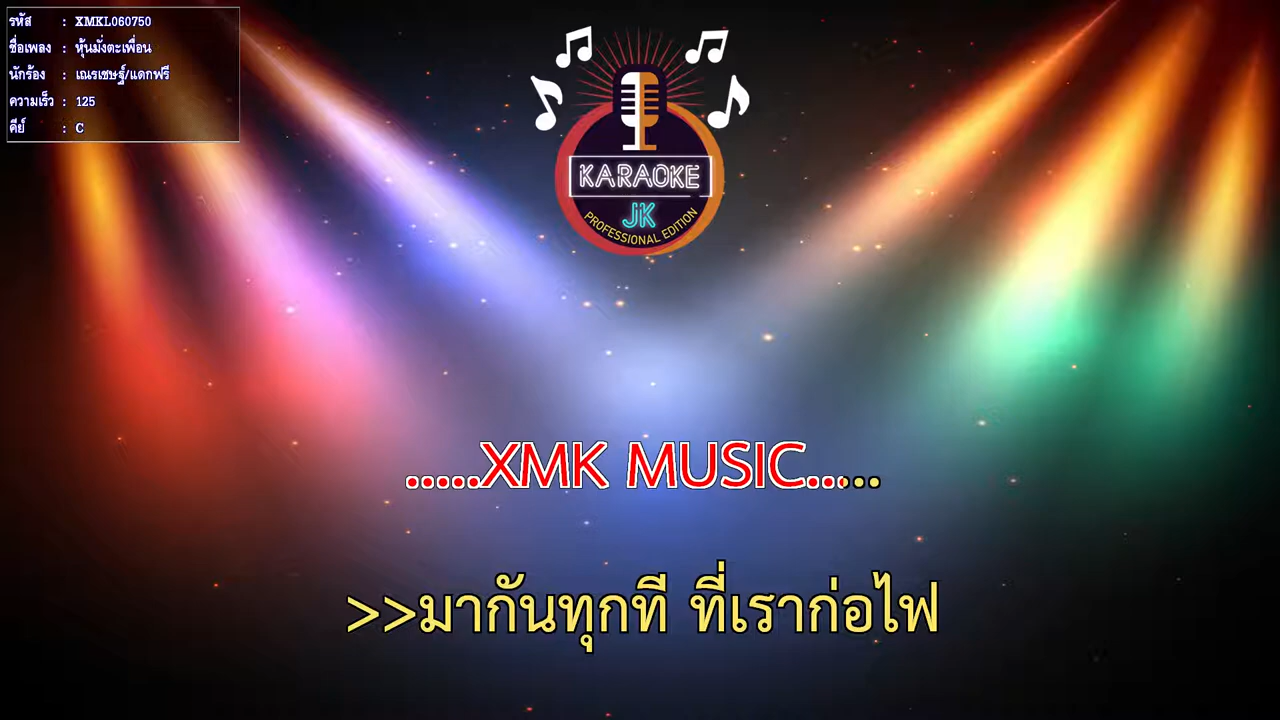 รหัส : XMKL060750
ชื่อเพลง : หุ้นมั่งตะเพื่อน
นักร้อง : เณรเชษฐ์/แดกฟรี
ความเร็ว : 125
คีย์ : C
KARAOKE
JK
PROFESSIONAL EDITION
.....XMK MUSIC.....
>>มากันทุกที ที่เราก่อไฟ